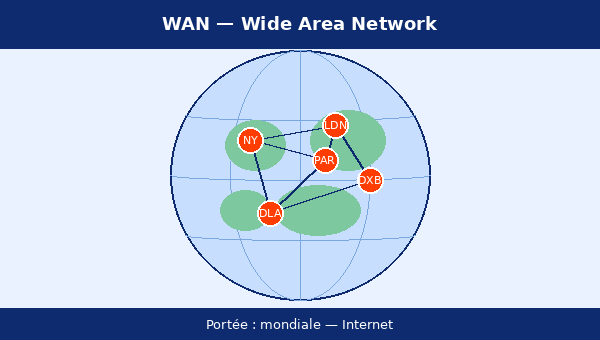 WAN — Wide Area Network
LDN
NY
PAR
DXB
DLA
Portée : mondiale — Internet